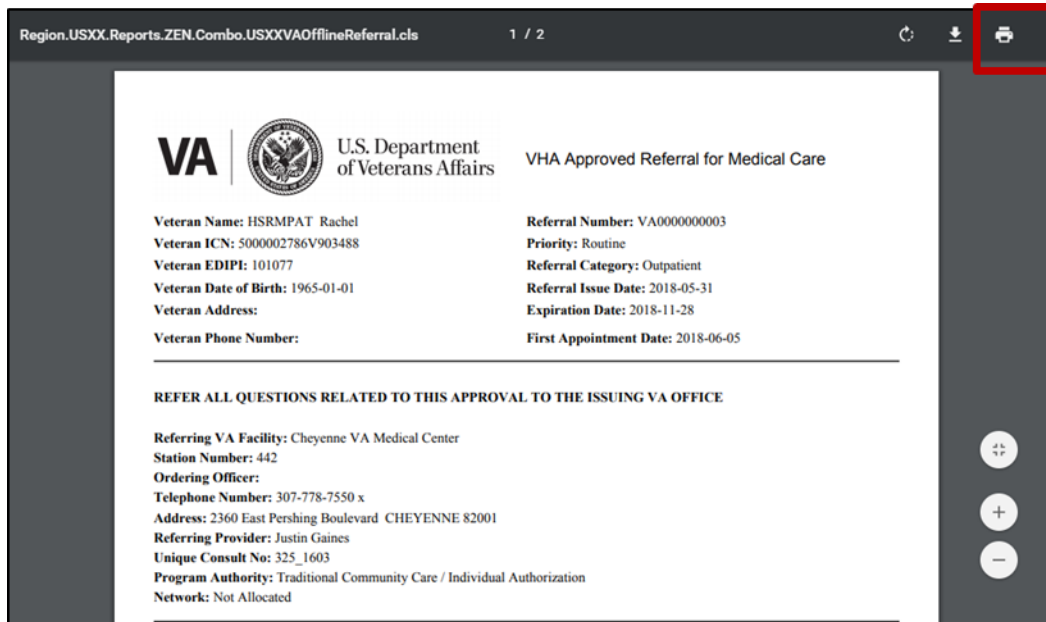 Region.USXX.Reports.ZEN.Combo.USXXVAOfflineReferral.cls 1 / 2
VA U.S. Department
of Veterans Affairs
VHA Approved Referral for Medical Care
Veteran Name: HSRMPAT Rachel
Veteran ICN: 5000002786V903488
Veteran EDIPI: 101077
Veteran Date of Birth: 1965-01-01
Veteran Address:
Veteran Phone Number:
Referral Number: VA0000000003
Priority: Routine
Referral Category: Outpatient
Referral Issue Date: 2018-05-31
Expiration Date: 2018-11-28
First Appointment Date: 2018-06-05
REFER ALL QUESTIONS RELATED TO THIS APPROVAL TO THE ISSUING VA OFFICE
Referring VA Facility: Cheyenne VA Medical Center
Station Number: 442
Ordering Officer:
Telephone Number: 307-778-7550 x
Address: 2360 East Pershing Boulevard CHEYENNE 82001
Referring Provider: Justin Gaines
Unique Consult No: 325_1603
Program Authority: Traditional Community Care / Individual Authorization
Network: Not Allocated